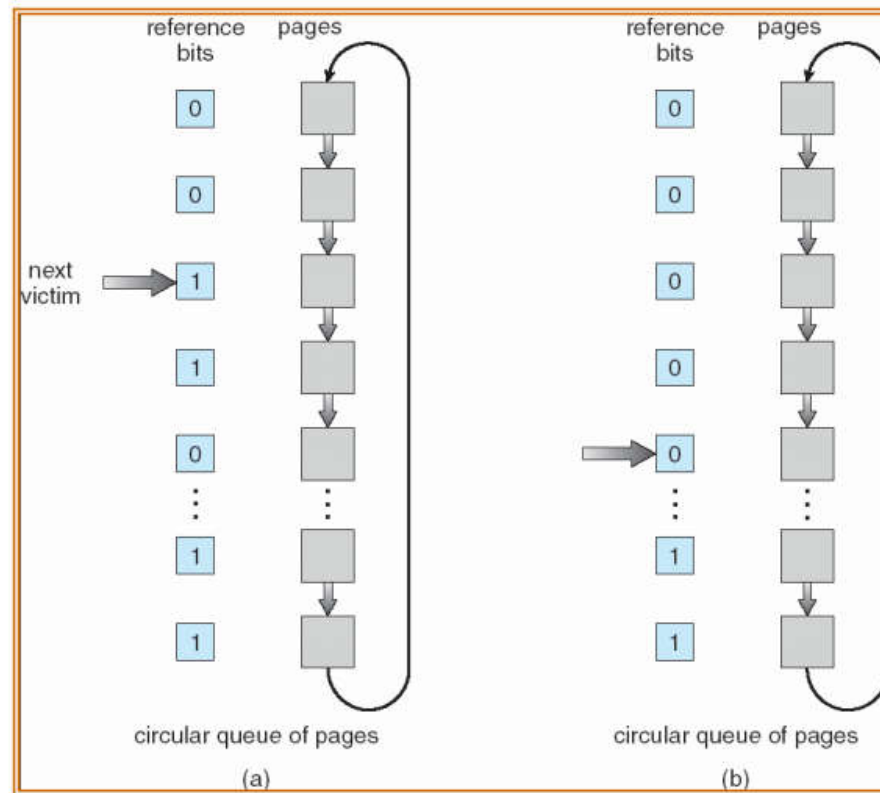 reference
bits
pages
0
0
next
victim
1
1
0
1
1
circular queue of pages
(a)
reference
bits
pages
0
0
0
0
0
1
1
circular queue of pages
(b)